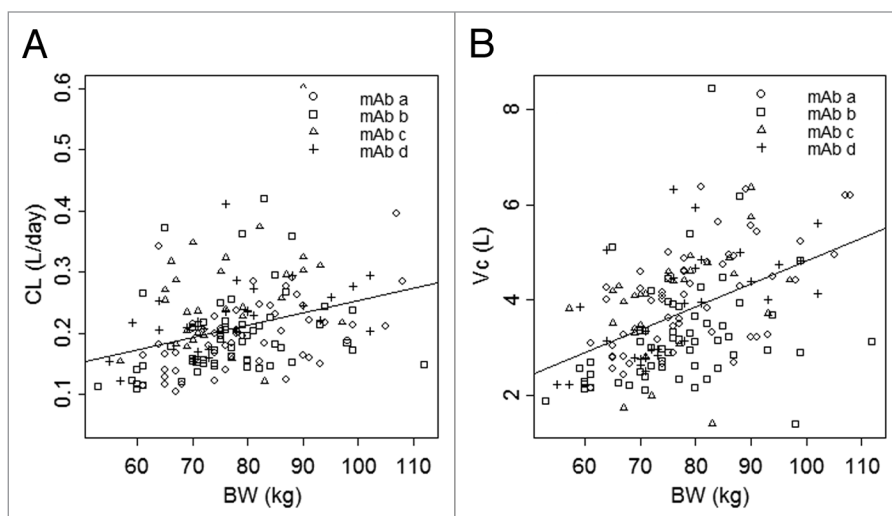 A
CL (L/day)
0.1 0.2 0.3 0.4 0.5 0.6
mAb a
mAb b
mAb c
mAb d
60 70 80 90 100 110
BW (kg)
B
Vc (L)
2 4 6 8
mAb a
mAb b
mAb c
mAb d
60 70 80 90 100 110
BW (kg)